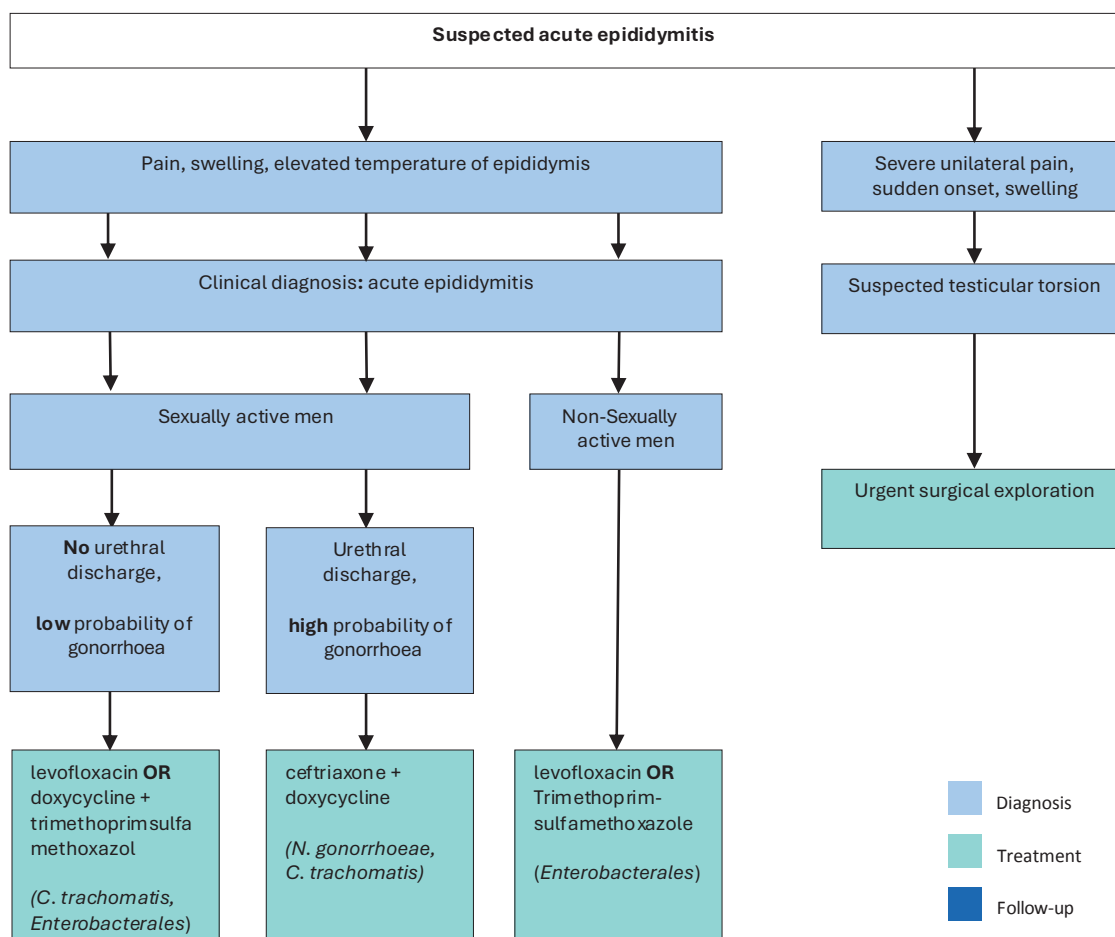 Suspected acute epididymitis
Pain, swelling, elevated temperature of epididymis
Severe unilateral pain,
sudden onset, swelling
Clinical diagnosis: acute epididymitis
Suspected testicular torsion
Sexually active men
Non-Sexually
active men
Urgent surgical exploration
No urethral
discharge,
low probability of
gonorrhoea
Urethral
discharge,
high probability of
gonorrhoea
levofloxacin OR
doxycycline +
trimethoprimsulfa
methoxazol
(C. trachomatis,
Enterobacterales)
ceftriaxone +
doxycycline
(N. gonorrhoeae,
C. trachomatis)
levofloxacin OR
Trimethoprim-
sulfamethoxazole
(Enterobacterales)
Diagnosis
Treatment
Follow-up